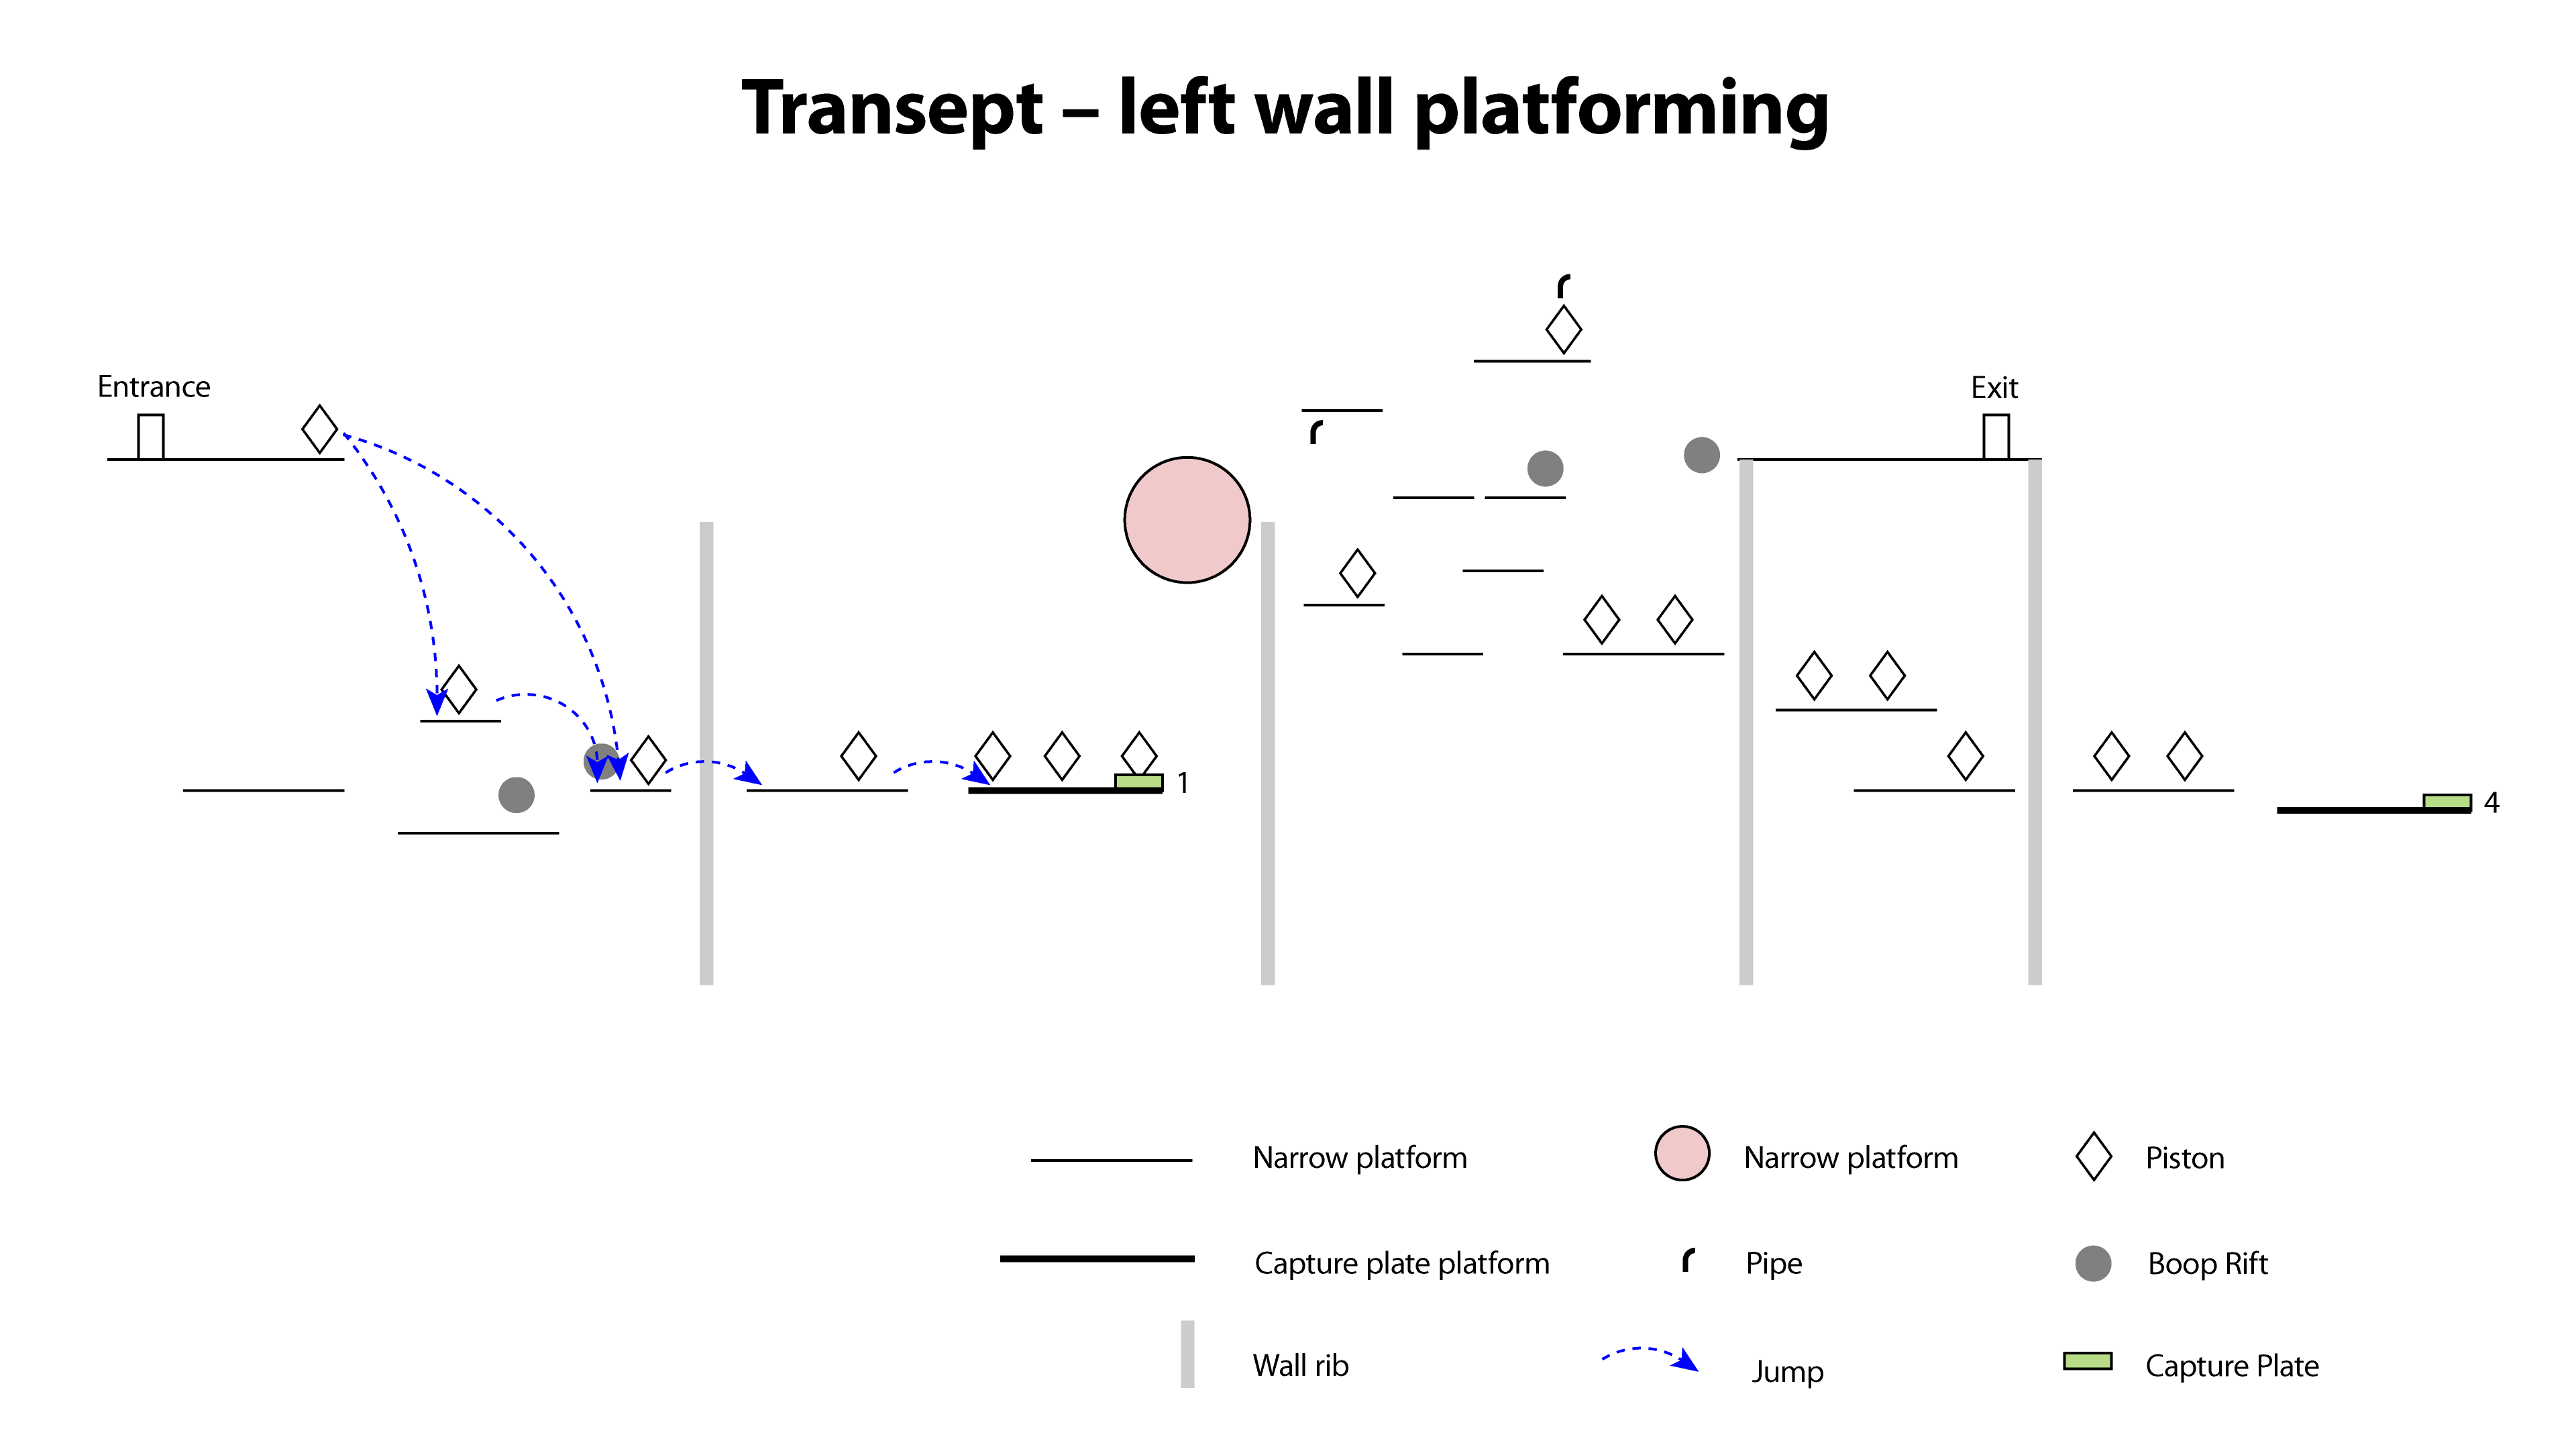 Transept – left wall platforming
Entrance
Exit
1
4
Narrow platform
Narrow platform
Piston
Capture plate platform
Pipe
Boop Rift
Wall rib
Jump
Capture Plate